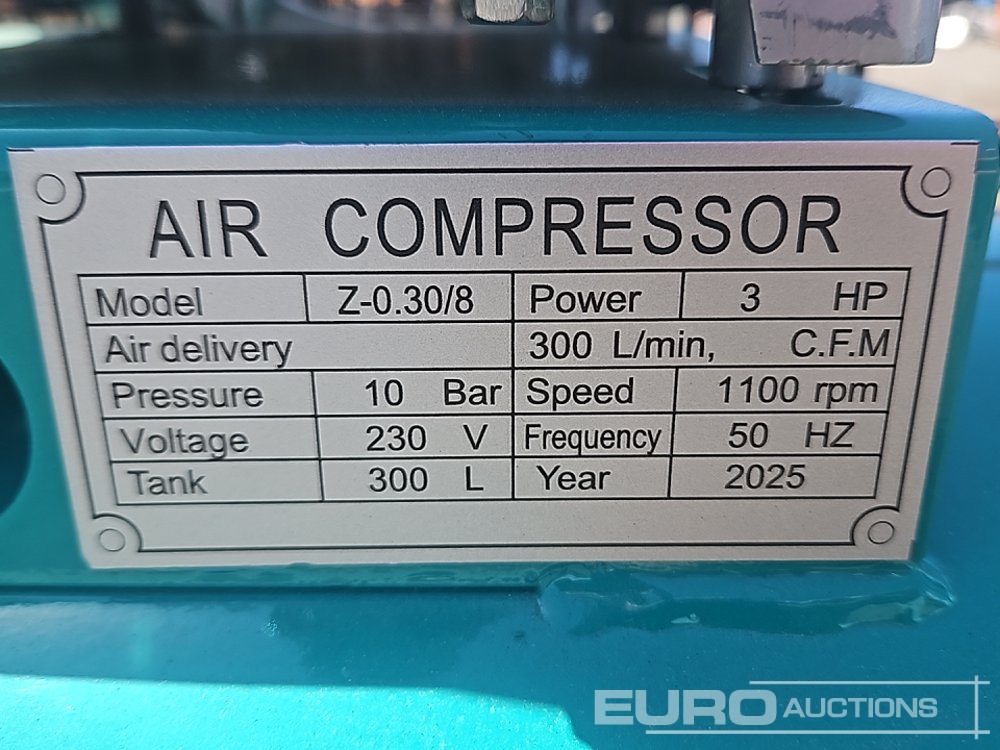 AIR COMPRESSOR
Model Z-0.30/8 Power 3 HP
Air delivery 300 L/min, C.F.M
Pressure 10 Bar Speed 1100 rpm
Voltage 230 V Frequency 50 HZ
Tank 300 L Year 2025
EURO AUCTIONS